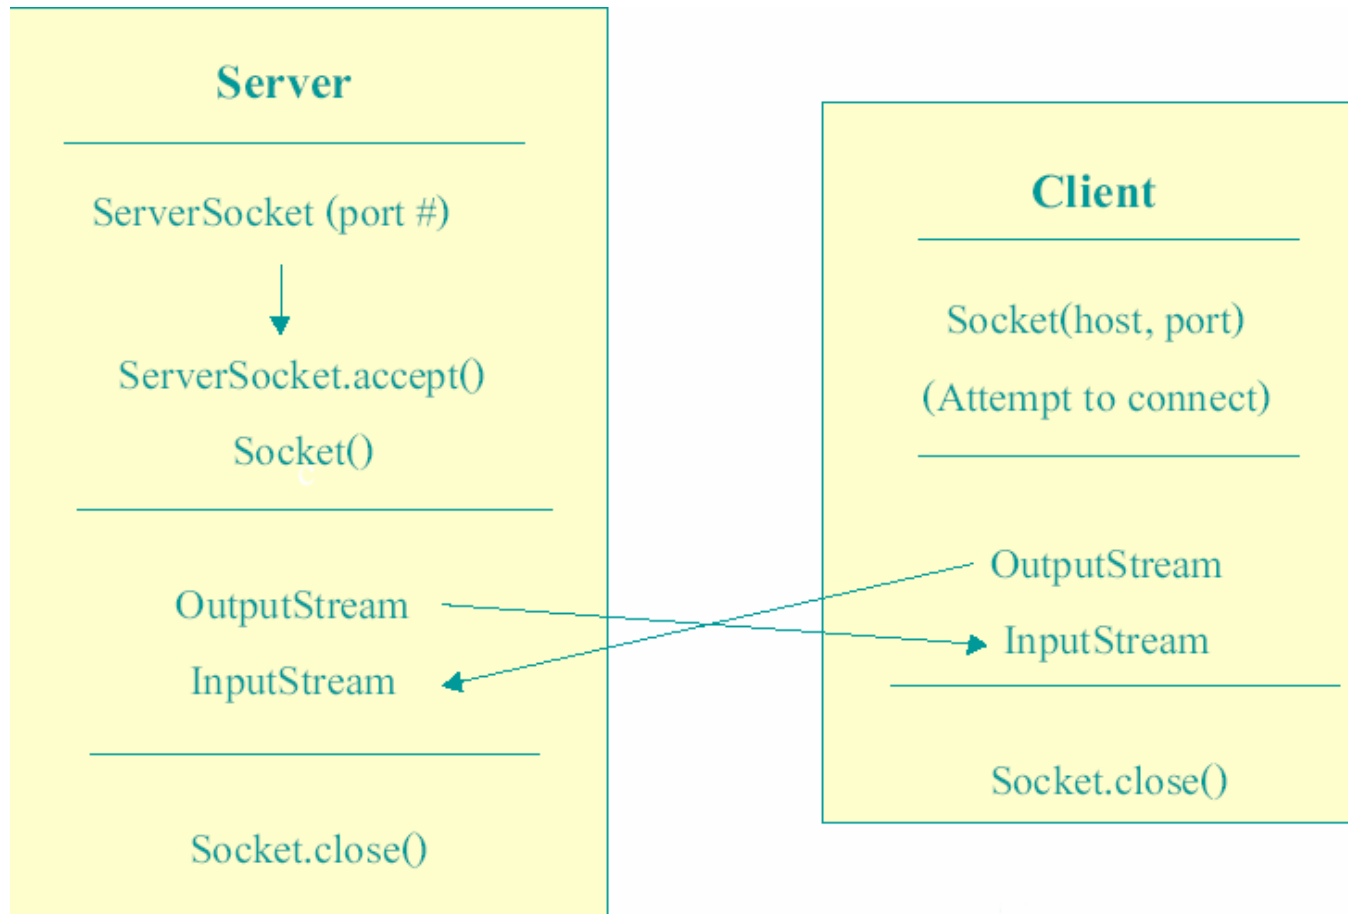 Server
ServerSocket (port #)
ServerSocket.accept()
Socket()
OutputStream
InputStream
Socket.close()
Client
Socket(host, port)
(Attempt to connect)
OutputStream
InputStream
Socket.close()